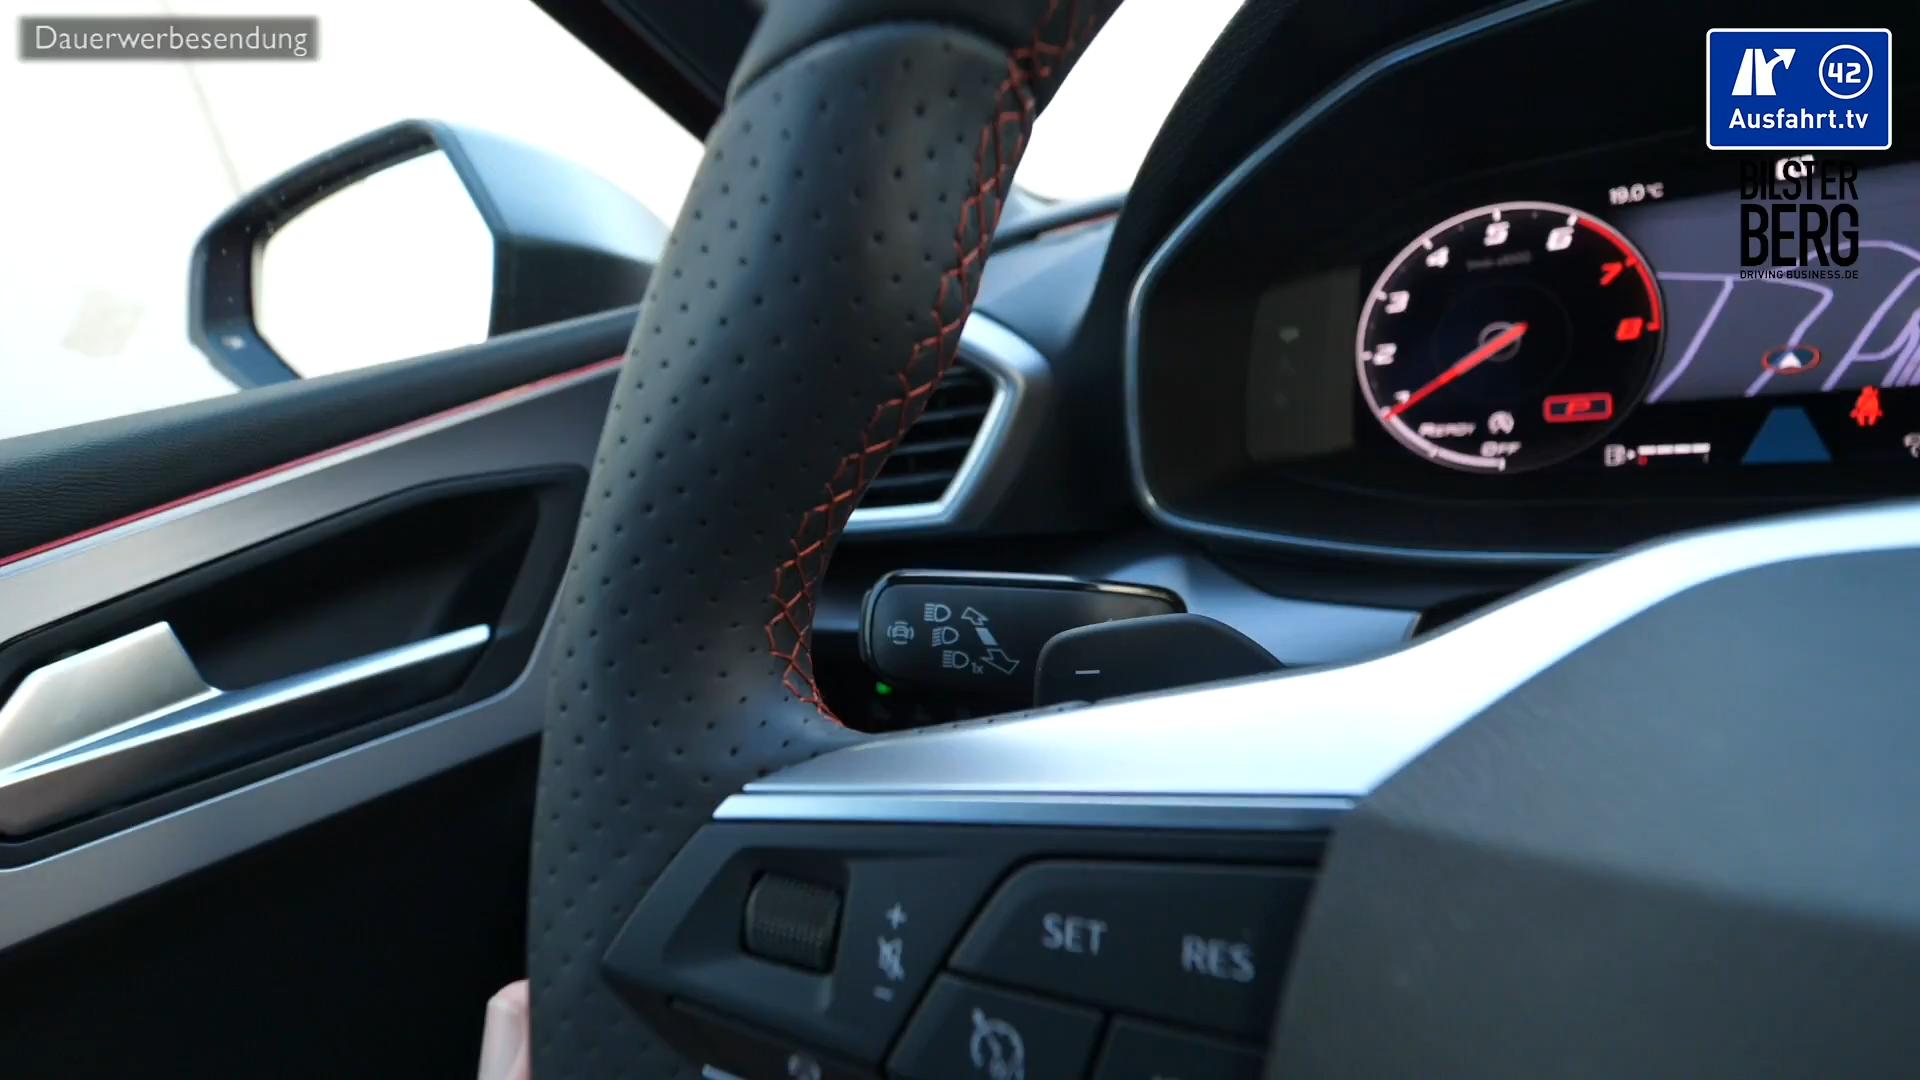 Dauerwerbesendung
42
Ausfahrt.tv
BILSTER
BERG
DRIVING BUSINESS.DE
19.0°C
1
2
3
4
5
6
7
8
READY
OFF
P
1x
−
+
−
SET
RES